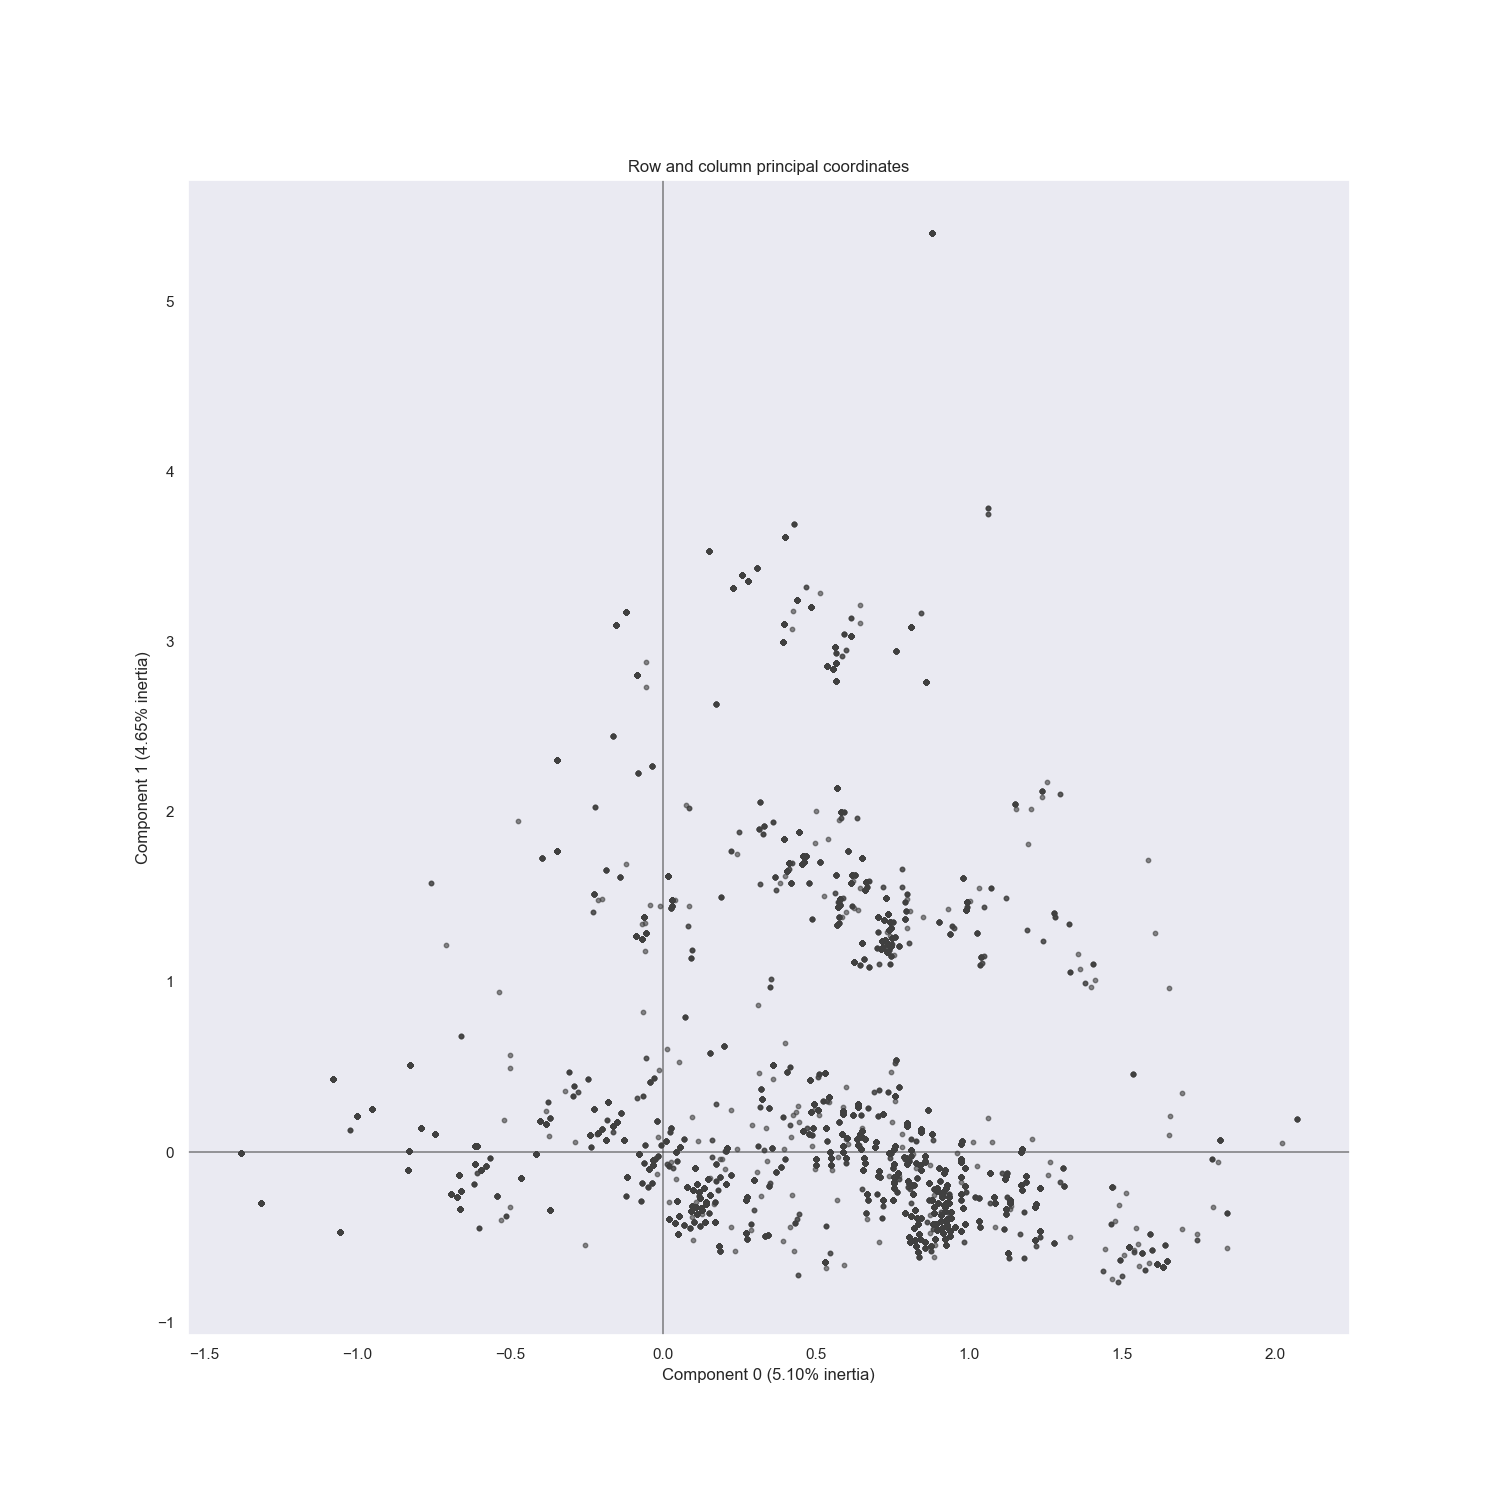 Row and column principal coordinates
5
4
3
2
1
0
−1
Component 1 (4.65% inertia)
−1.5 −1.0 −0.5 0.0 0.5 1.0 1.5 2.0
Component 0 (5.10% inertia)